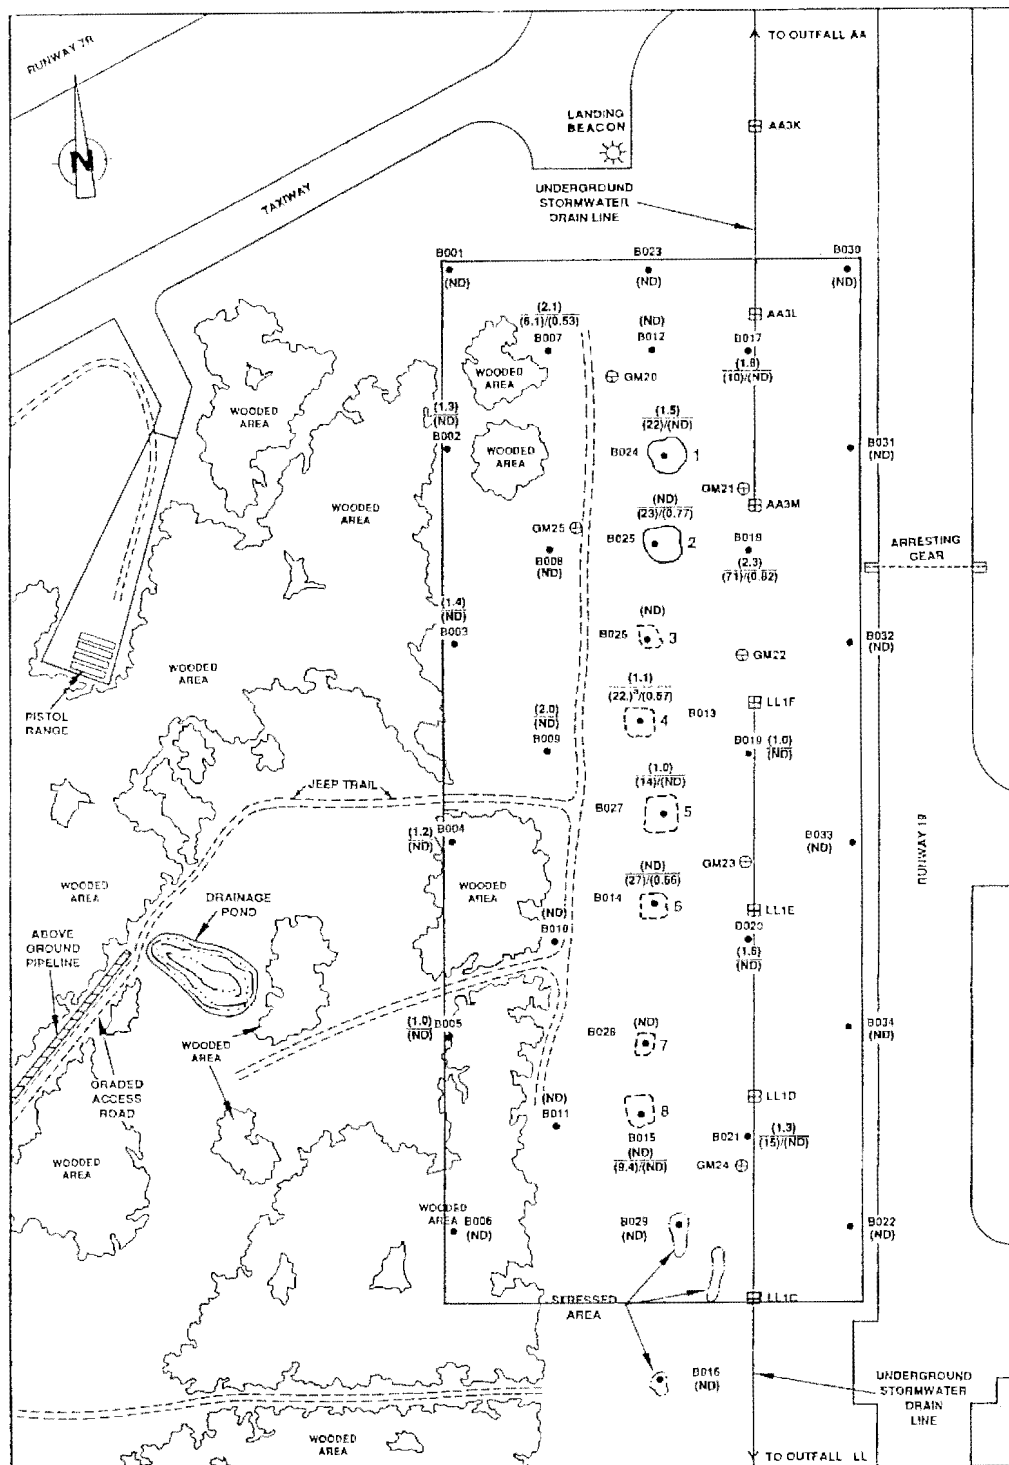 TO OUTFALL AA
RUNWAY 7R
N
LANDING
BEACON
AA3K
TAXIWAY
UNDERGROUND
STORMWATER
DRAIN LINE
B001
(ND)
B023
(ND)
B030
(ND)
(2.1)
(6.1)/(0.53)
B007
(ND)
B012
AA3L
B017
(1.8)
(10)/(ND)
WOODED
AREA
GM20
WOODED
AREA
(1.3)
(ND)
B002
(1.5)
(22)/(ND)
B024
1
B031
(ND)
WOODED
AREA
WOODED
AREA
GM21
AA3M
(ND)
(23)/(0.77)
B025
2
GM25
B008
(ND)
B018
(2.3)
(71)/(0.82)
ARRESTING
GEAR
(1.4)
(ND)
B003
(ND)
B026
3
B032
(ND)
GM22
WOODED
AREA
PISTOL
RANGE
(1.1)
(22.)³/(0.57)
4
B013
LL1F
(2.0)
(ND)
B009
B019
(1.0)
(ND)
JEEP TRAIL
(1.0)
(14)/(ND)
B027
5
(1.2)
B004
B033
(ND)
RUNWAY 19
GM23
(ND)
(27)/(0.66)
B014
6
WOODED
AREA
WOODED
AREA
DRAINAGE
POND
LL1E
(ND)
B010
B020
(1.6)
(ND)
ABOVE
GROUND
PIPELINE
(1.0)
(ND)
B005
B028
(ND)
7
B034
(ND)
WOODED
AREA
GRADED
ACCESS
ROAD
(ND)
B011
LL1D
8
B015
(ND)
(9.4)/(ND)
B021
(1.3)
(15)/(ND)
GM24
WOODED
AREA
WOODED
AREA
B006
(ND)
B029
(ND)
B022
(ND)
STRESSED
AREA
LL1C
B016
(ND)
UNDERGROUND
STORMWATER
DRAIN
LINE
WOODED
AREA
TO OUTFALL LL